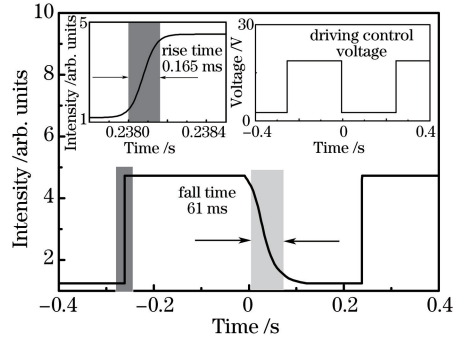 10
8
6
4
2
Intensity /arb. units
−0.4
−0.2
0
0.2
0.4
Time /s
5
1
Intensity /arb. units
rise time
0.165 ms
0.2380
0.2384
Time /s
30
0
Voltage /V
driving control
voltage
−0.4
0
0.4
Time /s
fall time
61 ms